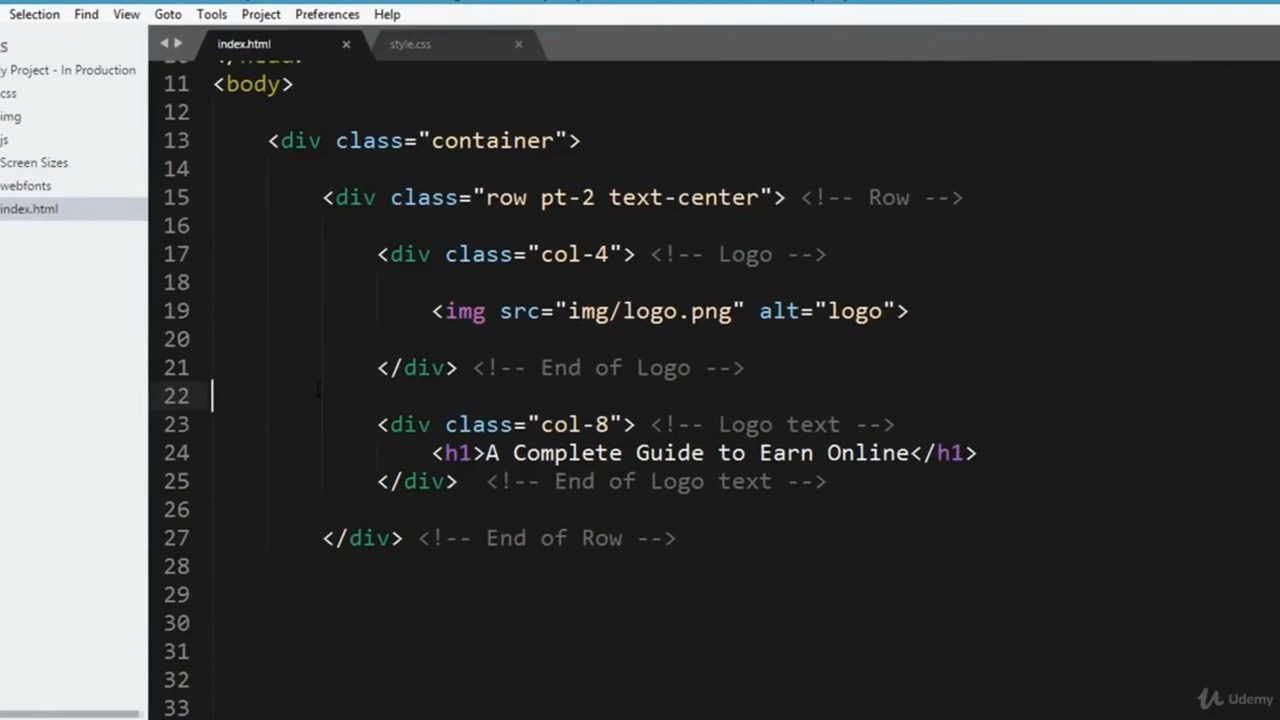 Selection Find View Goto Tools Project Preferences Help
index.html × style.css ×
y Project - In Production
css
img
js
Screen Sizes
webfonts
index.html
11 <body>
12
13 <div class="container">
14
15 <div class="row pt-2 text-center"> <!-- Row -->
16
17 <div class="col-4"> <!-- Logo -->
18
19 <img src="img/logo.png" alt="logo">
20
21 </div> <!-- End of Logo -->
22
23 <div class="col-8"> <!-- Logo text -->
24 <h1>A Complete Guide to Earn Online</h1>
25 </div> <!-- End of Logo text -->
26
27 </div> <!-- End of Row -->
28
29
30
31
32
33
Udemy